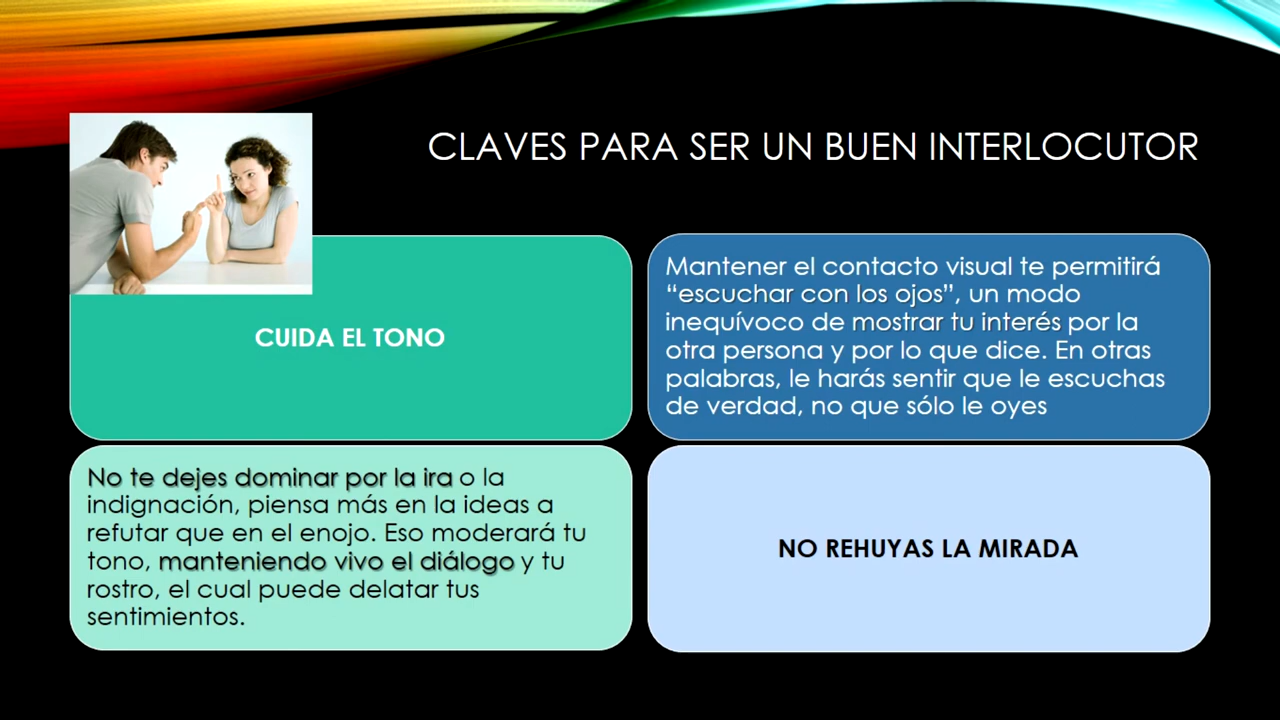 CLAVES PARA SER UN BUEN INTERLOCUTOR
CUIDA EL TONO
No te dejes dominar por la ira o la
indignación, piensa más en la ideas a
refutar que en el enojo. Eso moderará tu
tono, manteniendo vivo el diálogo y tu
rostro, el cual puede delatar tus
sentimientos.
Mantener el contacto visual te permitirá
“escuchar con los ojos”, un modo
inequívoco de mostrar tu interés por la
otra persona y por lo que dice. En otras
palabras, le harás sentir que le escuchas
de verdad, no que sólo le oyes
NO REHUYAS LA MIRADA